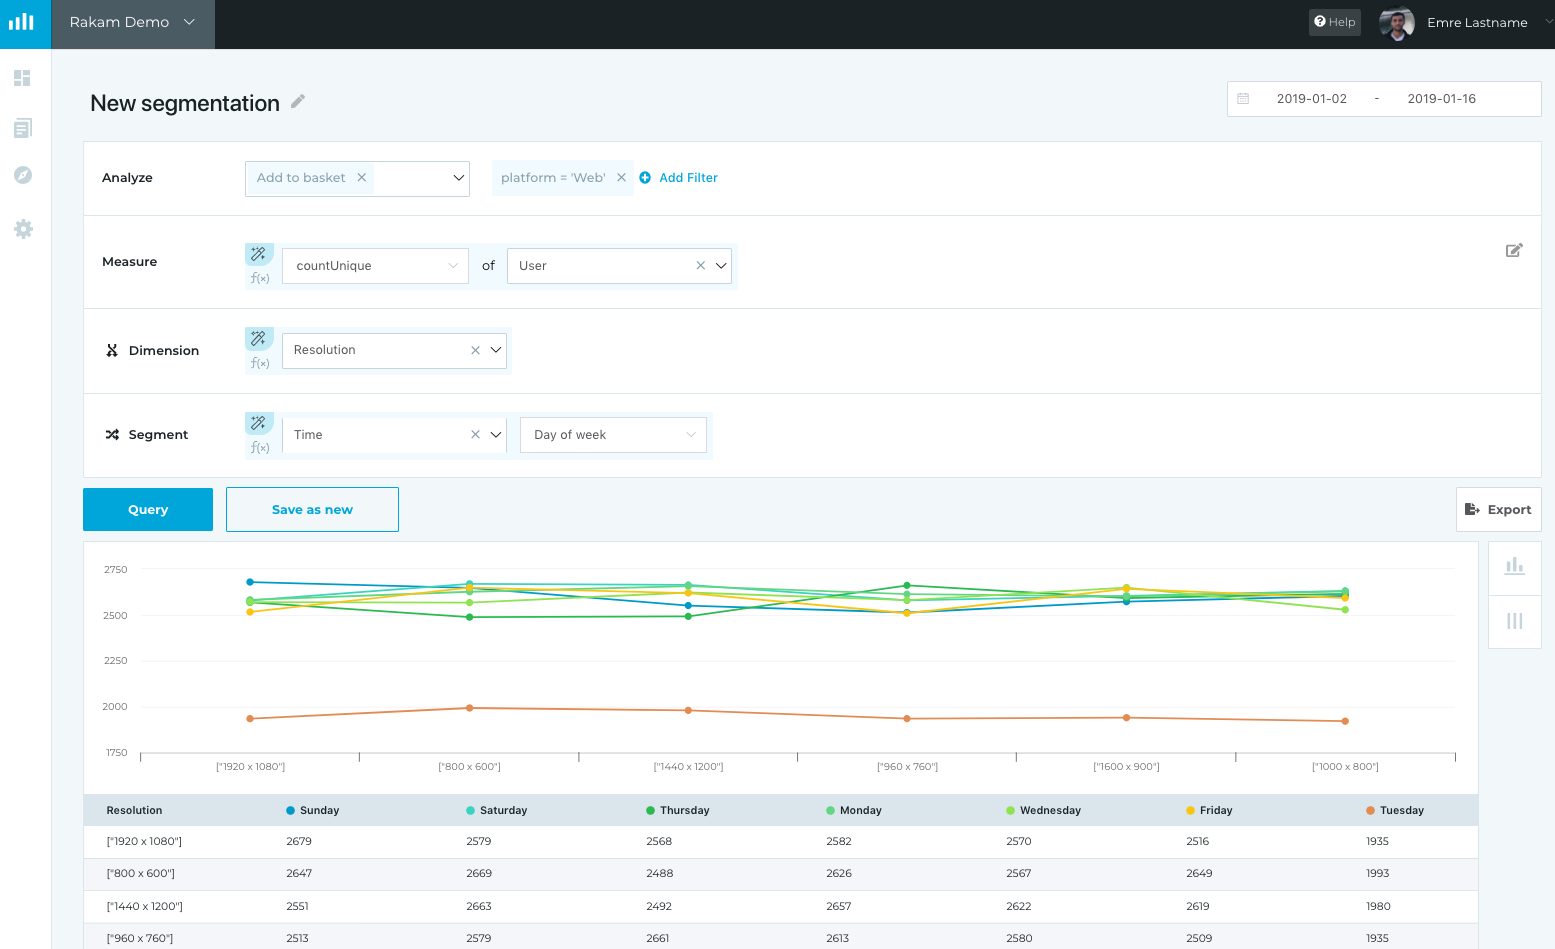 Rakam Demo
Help
Emre Lastname
New segmentation
2019-01-02 - 2019-01-16
Analyze
Add to basket
platform = 'Web'
Add Filter
Measure
f(x)
countUnique
of
User
Dimension
f(x)
Resolution
Segment
f(x)
Time
Day of week
Query
Save as new
Export
2750
2500
2250
2000
1750
["1920 x 1080"] ["800 x 600"] ["1440 x 1200"] ["960 x 760"] ["1600 x 900"] ["1000 x 800"]
Resolution Sunday Saturday Thursday Monday Wednesday Friday Tuesday
["1920 x 1080"] 2679 2579 2568 2582 2570 2516 1935
["800 x 600"] 2647 2669 2488 2626 2567 2649 1993
["1440 x 1200"] 2551 2663 2492 2657 2622 2619 1980
["960 x 760"] 2513 2579 2661 2613 2580 2509 1935